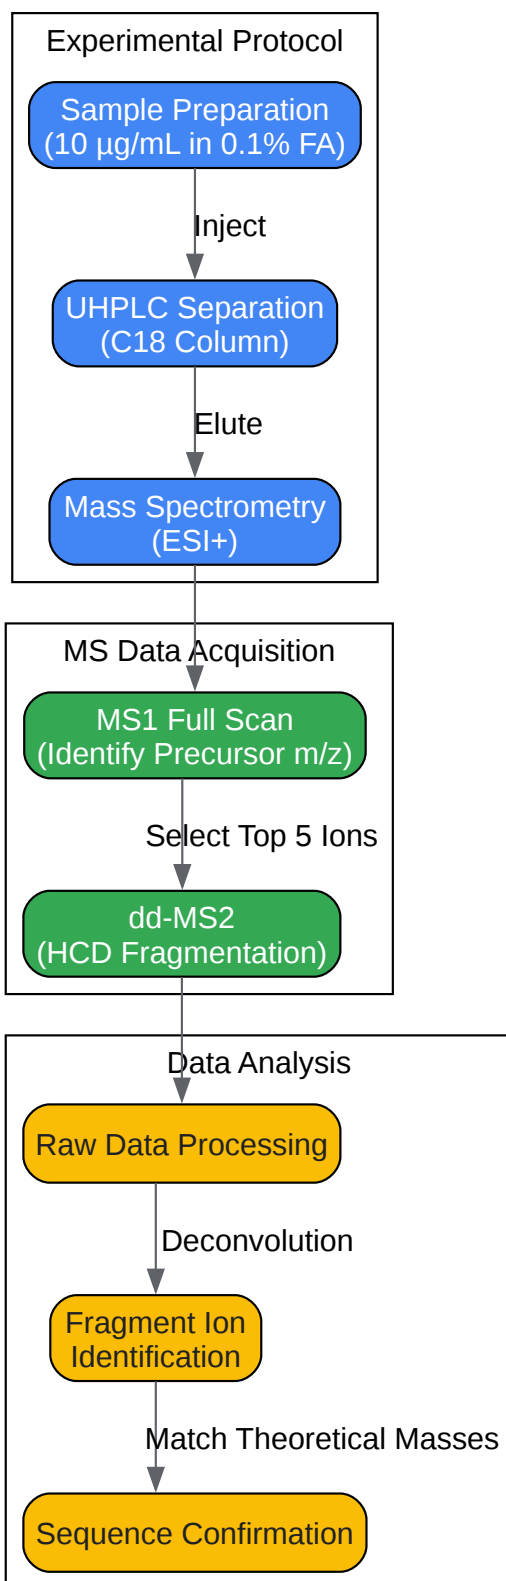 Experimental Protocol
Sample Preparation
(10 µg/mL in 0.1% FA)
Inject
UHPLC Separation
(C18 Column)
Elute
Mass Spectrometry
(ESI+)
MS Data Acquisition
MS1 Full Scan
(Identify Precursor m/z)
Select Top 5 Ions
dd-MS2
(HCD Fragmentation)
Data Analysis
Raw Data Processing
Deconvolution
Fragment Ion
Identification
Match Theoretical Masses
Sequence Confirmation